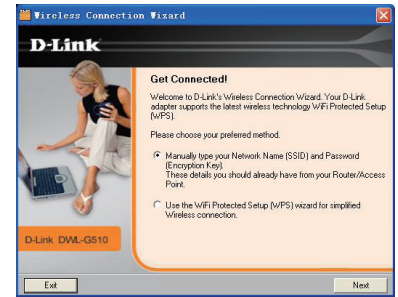 Wireless Connection Wizard
D-Link
Get Connected!
Welcome to D-Link's Wireless Connection Wizard. Your D-Link
adapter supports the latest wireless technology WiFi Protected Setup
(WPS).
Please choose your preferred method.
Manually type your Network Name (SSID) and Password
(Encryption Key).
These details you should already have from your Router/Access
Point.
Use the WiFi Protected Setup (WPS) wizard for simplified
Wireless connection.
D-Link DWL-G510
Exit
Next